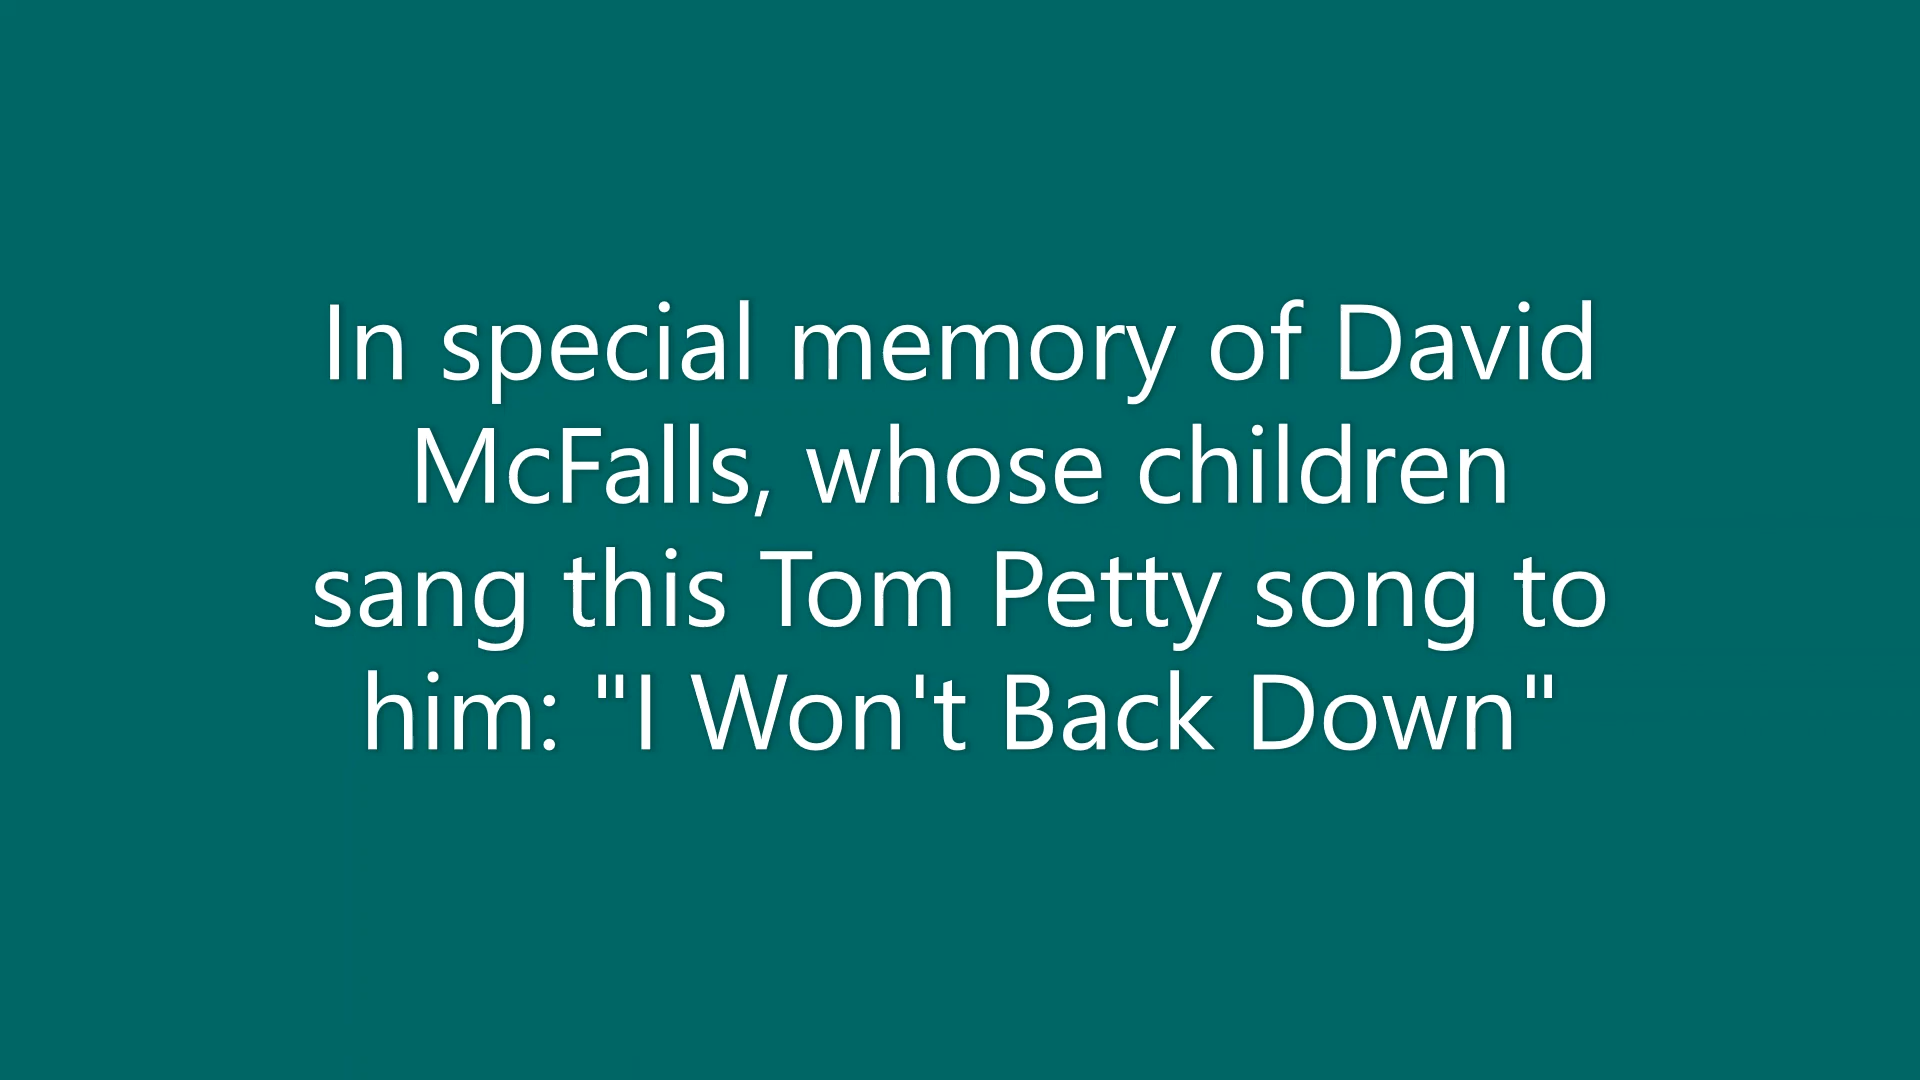 In special memory of David
McFalls, whose children
sang this Tom Petty song to
him: "I Won't Back Down"